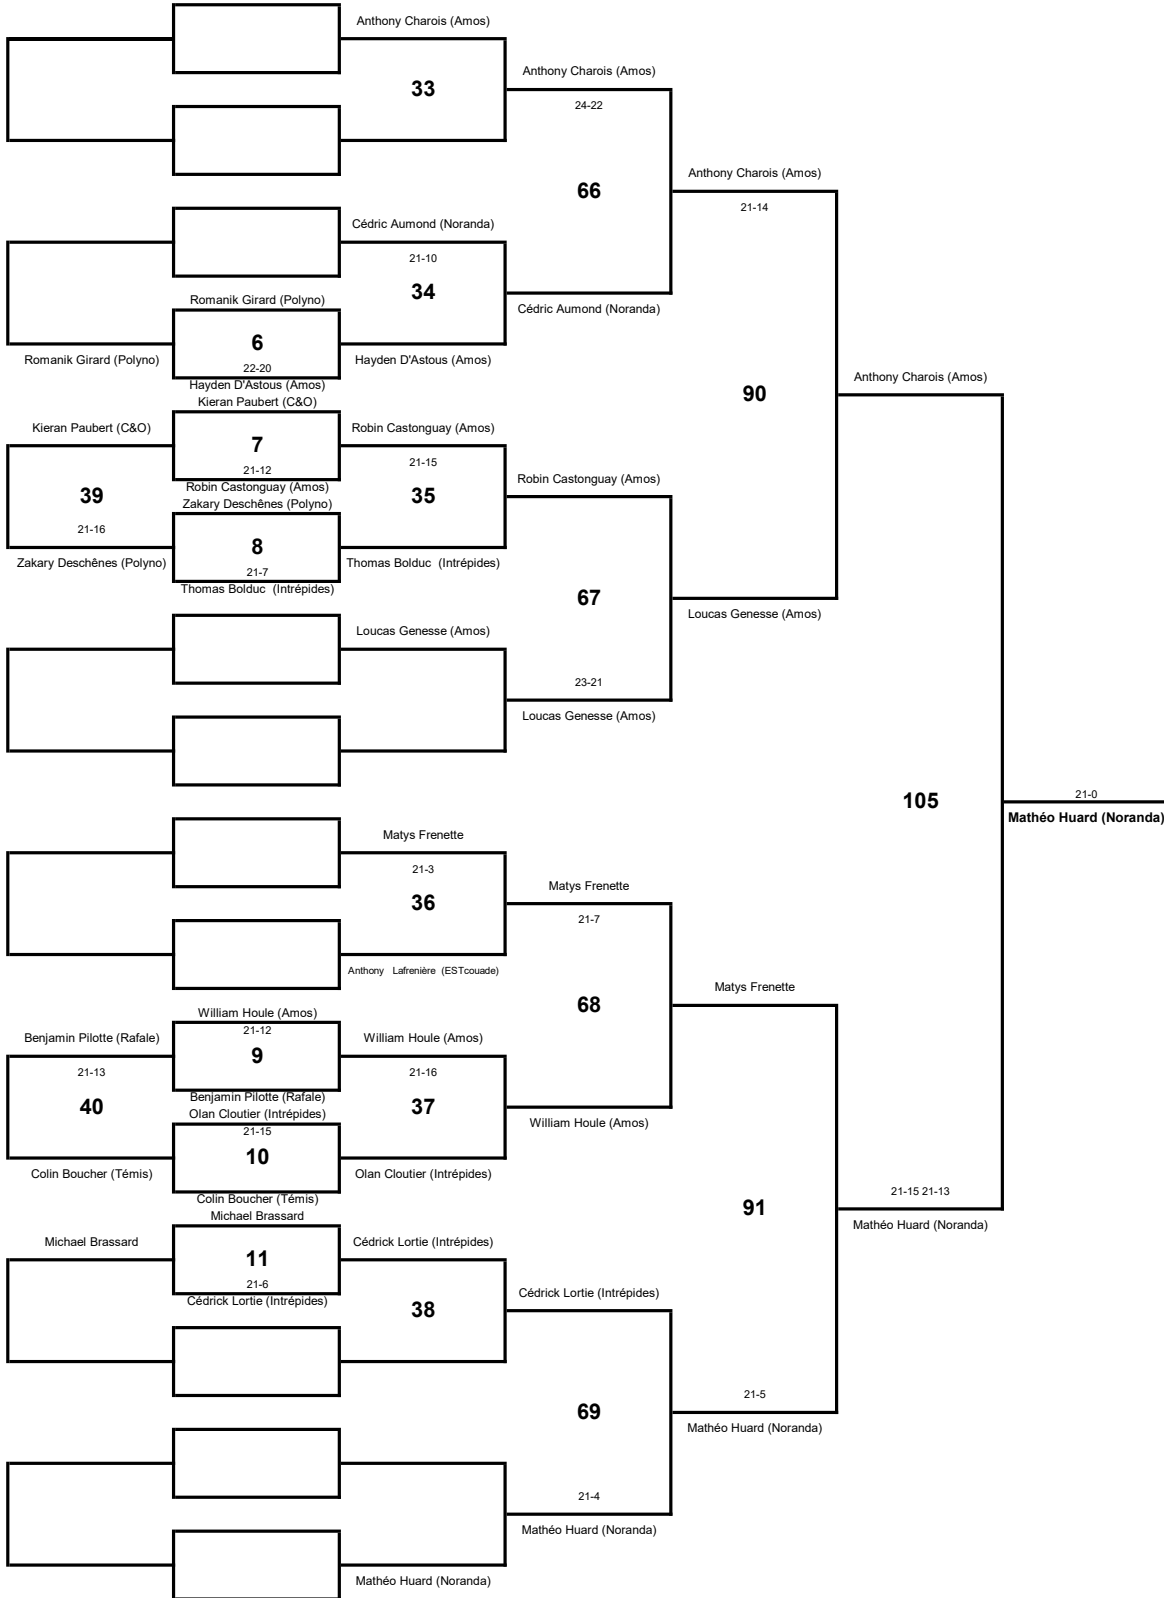 Anthony Charois (Amos)
33
Anthony Charois (Amos)
24-22
66
Anthony Charois (Amos)
21-14
Cédric Aumond (Noranda)
21-10
34
Cédric Aumond (Noranda)
Romanik Girard (Polyno)
6
22-20
Romanik Girard (Polyno)
Hayden D'Astous (Amos)
Hayden D'Astous (Amos)
90
Anthony Charois (Amos)
Kieran Paubert (C&O)
Kieran Paubert (C&O)
7
21-12
Robin Castonguay (Amos)
Robin Castonguay (Amos)
21-15
35
Robin Castonguay (Amos)
39
21-16
Zakary Deschênes (Polyno)
Zakary Deschênes (Polyno)
8
21-7
Thomas Bolduc (Intrépides)
Thomas Bolduc (Intrépides)
67
Loucas Genesse (Amos)
Loucas Genesse (Amos)
23-21
Loucas Genesse (Amos)
105
21-0
Mathéo Huard (Noranda)
Matys Frenette
21-3
36
Matys Frenette
21-7
Anthony Lafrenière (ESTcouade)
68
Matys Frenette
William Houle (Amos)
21-12
9
Benjamin Pilotte (Rafale)
Benjamin Pilotte (Rafale)
21-13
40
William Houle (Amos)
21-16
37
William Houle (Amos)
Olan Cloutier (Intrépides)
21-15
10
Colin Boucher (Témis)
Colin Boucher (Témis)
Olan Cloutier (Intrépides)
91
21-15 21-13
Mathéo Huard (Noranda)
Michael Brassard
Michael Brassard
11
21-6
Cédrick Lortie (Intrépides)
Cédrick Lortie (Intrépides)
38
Cédrick Lortie (Intrépides)
69
21-5
Mathéo Huard (Noranda)
21-4
Mathéo Huard (Noranda)
Mathéo Huard (Noranda)